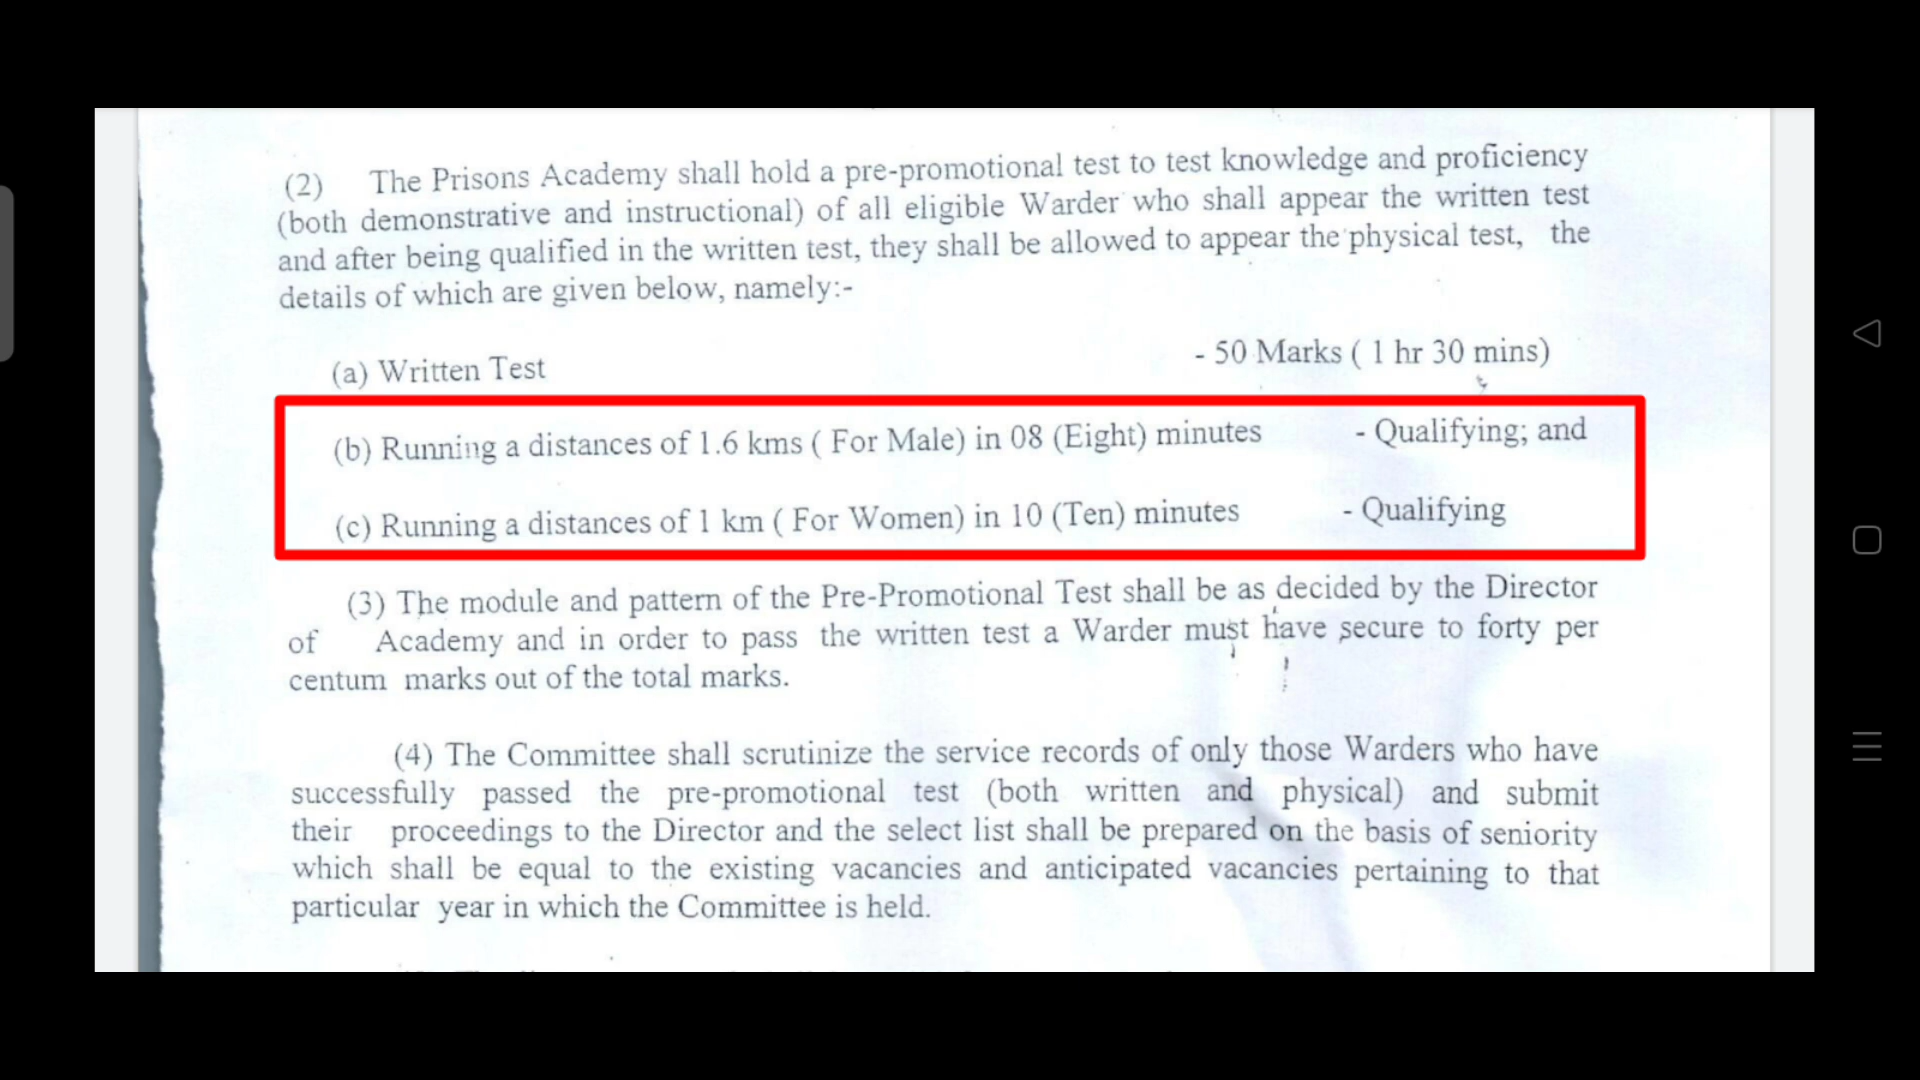 (2) The Prisons Academy shall hold a pre-promotional test to test knowledge and proficiency
(both demonstrative and instructional) of all eligible Warder who shall appear the written test
and after being qualified in the written test, they shall be allowed to appear the physical test, the
details of which are given below, namely:-
(a) Written Test - 50 Marks ( 1 hr 30 mins)
(b) Running a distances of 1.6 kms ( For Male) in 08 (Eight) minutes - Qualifying; and
(c) Running a distances of 1 km ( For Women) in 10 (Ten) minutes - Qualifying
(3) The module and pattern of the Pre-Promotional Test shall be as decided by the Director
of Academy and in order to pass the written test a Warder must have secure to forty per
centum marks out of the total marks.
(4) The Committee shall scrutinize the service records of only those Warders who have
successfully passed the pre-promotional test (both written and physical) and submit
their proceedings to the Director and the select list shall be prepared on the basis of seniority
which shall be equal to the existing vacancies and anticipated vacancies pertaining to that
particular year in which the Committee is held.